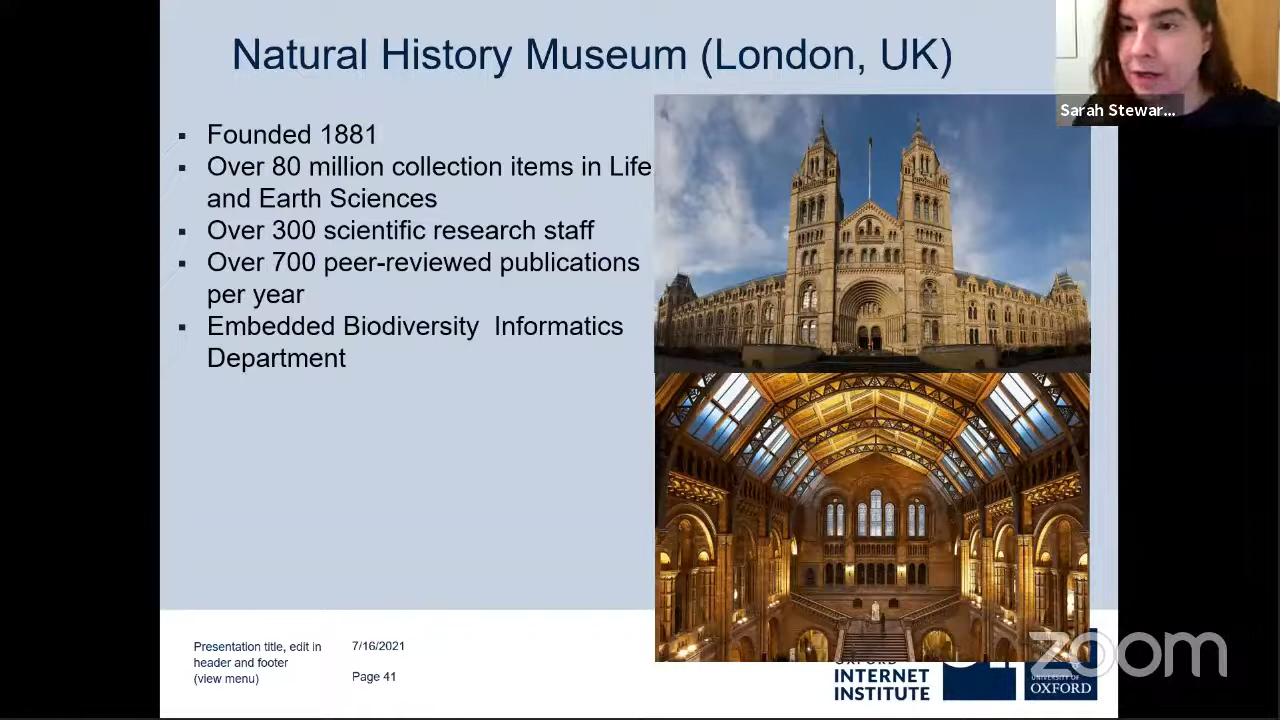 Natural History Museum (London, UK)
Sarah Stewar...
▪ Founded 1881
▪ Over 80 million collection items in Life
and Earth Sciences
▪ Over 300 scientific research staff
▪ Over 700 peer-reviewed publications
per year
▪ Embedded Biodiversity Informatics
Department
Presentation title, edit in
header and footer
(view menu)
7/16/2021
Page 41
OXFORD
INTERNET
INSTITUTE
UNIVERSITY OF
OXFORD
zoom